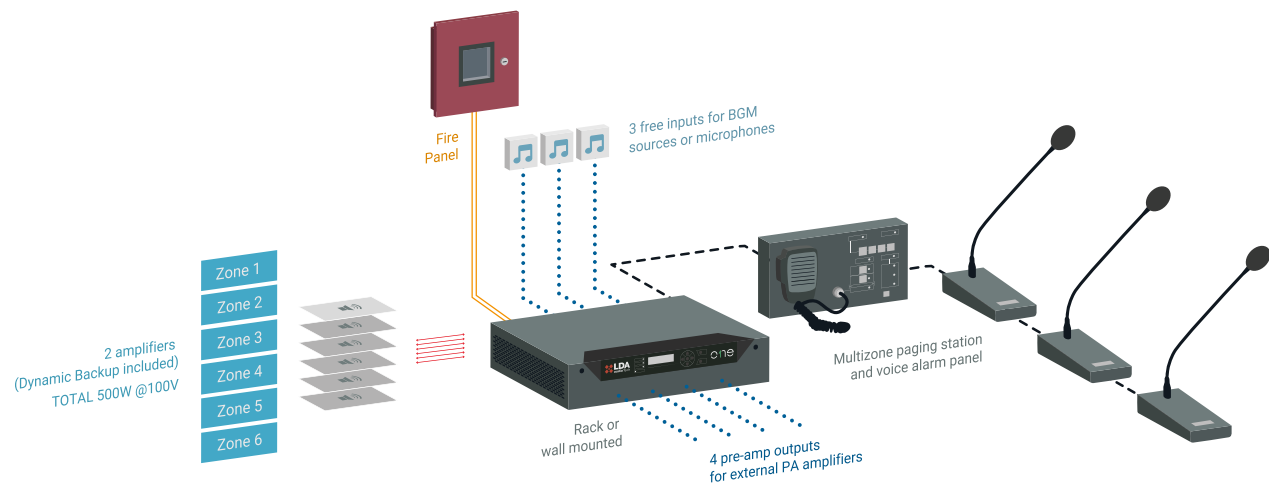 Fire
Panel
3 free inputs for BGM
sources or microphones
Zone 1
Zone 2
Zone 3
Zone 4
Zone 5
Zone 6
2 amplifiers
(Dynamic Backup included)
TOTAL 500W @100V
LDA
one
Rack or
wall mounted
4 pre-amp outputs
for external PA amplifiers
Multizone paging station
and voice alarm panel